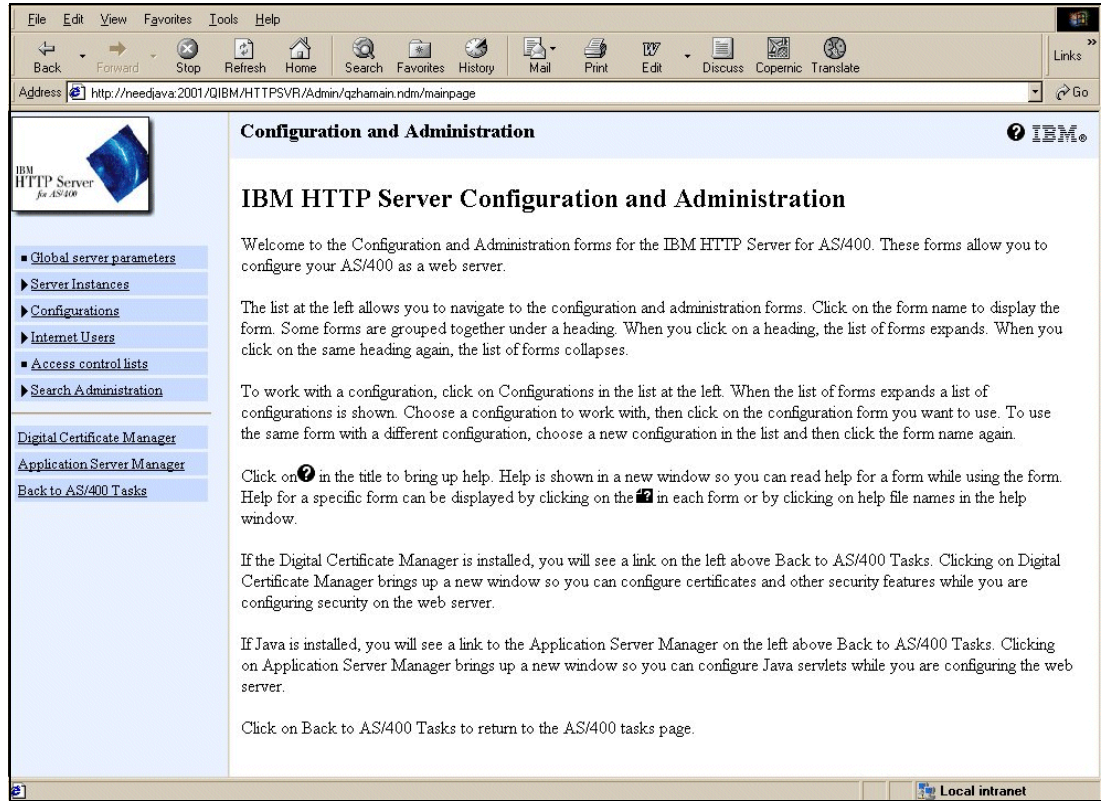 File Edit View Favorites Tools Help
Back Forward Stop Refresh Home Search Favorites History Mail Print Edit Discuss Copernic Translate Links »
Address http://needjava:2001/QIBM/HTTPSVR/Admin/qzhamain.ndm/mainpage Go
IBM
HTTP Server
for AS/400
Global server parameters
Server Instances
Configurations
Internet Users
Access control lists
Search Administration
Digital Certificate Manager
Application Server Manager
Back to AS/400 Tasks
Configuration and Administration ? IBM®
IBM HTTP Server Configuration and Administration
Welcome to the Configuration and Administration forms for the IBM HTTP Server for AS/400. These forms allow you to
configure your AS/400 as a web server.
The list at the left allows you to navigate to the configuration and administration forms. Click on the form name to display the
form. Some forms are grouped together under a heading. When you click on a heading, the list of forms expands. When you
click on the same heading again, the list of forms collapses.
To work with a configuration, click on Configurations in the list at the left. When the list of forms expands a list of
configurations is shown. Choose a configuration to work with, then click on the configuration form you want to use. To use
the same form with a different configuration, choose a new configuration in the list and then click the form name again.
Click on ? in the title to bring up help. Help is shown in a new window so you can read help for a form while using the form.
Help for a specific form can be displayed by clicking on the ? in each form or by clicking on help file names in the help
window.
If the Digital Certificate Manager is installed, you will see a link on the left above Back to AS/400 Tasks. Clicking on Digital
Certificate Manager brings up a new window so you can configure certificates and other security features while you are
configuring security on the web server.
If Java is installed, you will see a link to the Application Server Manager on the left above Back to AS/400 Tasks. Clicking
on Application Server Manager brings up a new window so you can configure Java servlets while you are configuring the web
server.
Click on Back to AS/400 Tasks to return to the AS/400 tasks page.
Local intranet